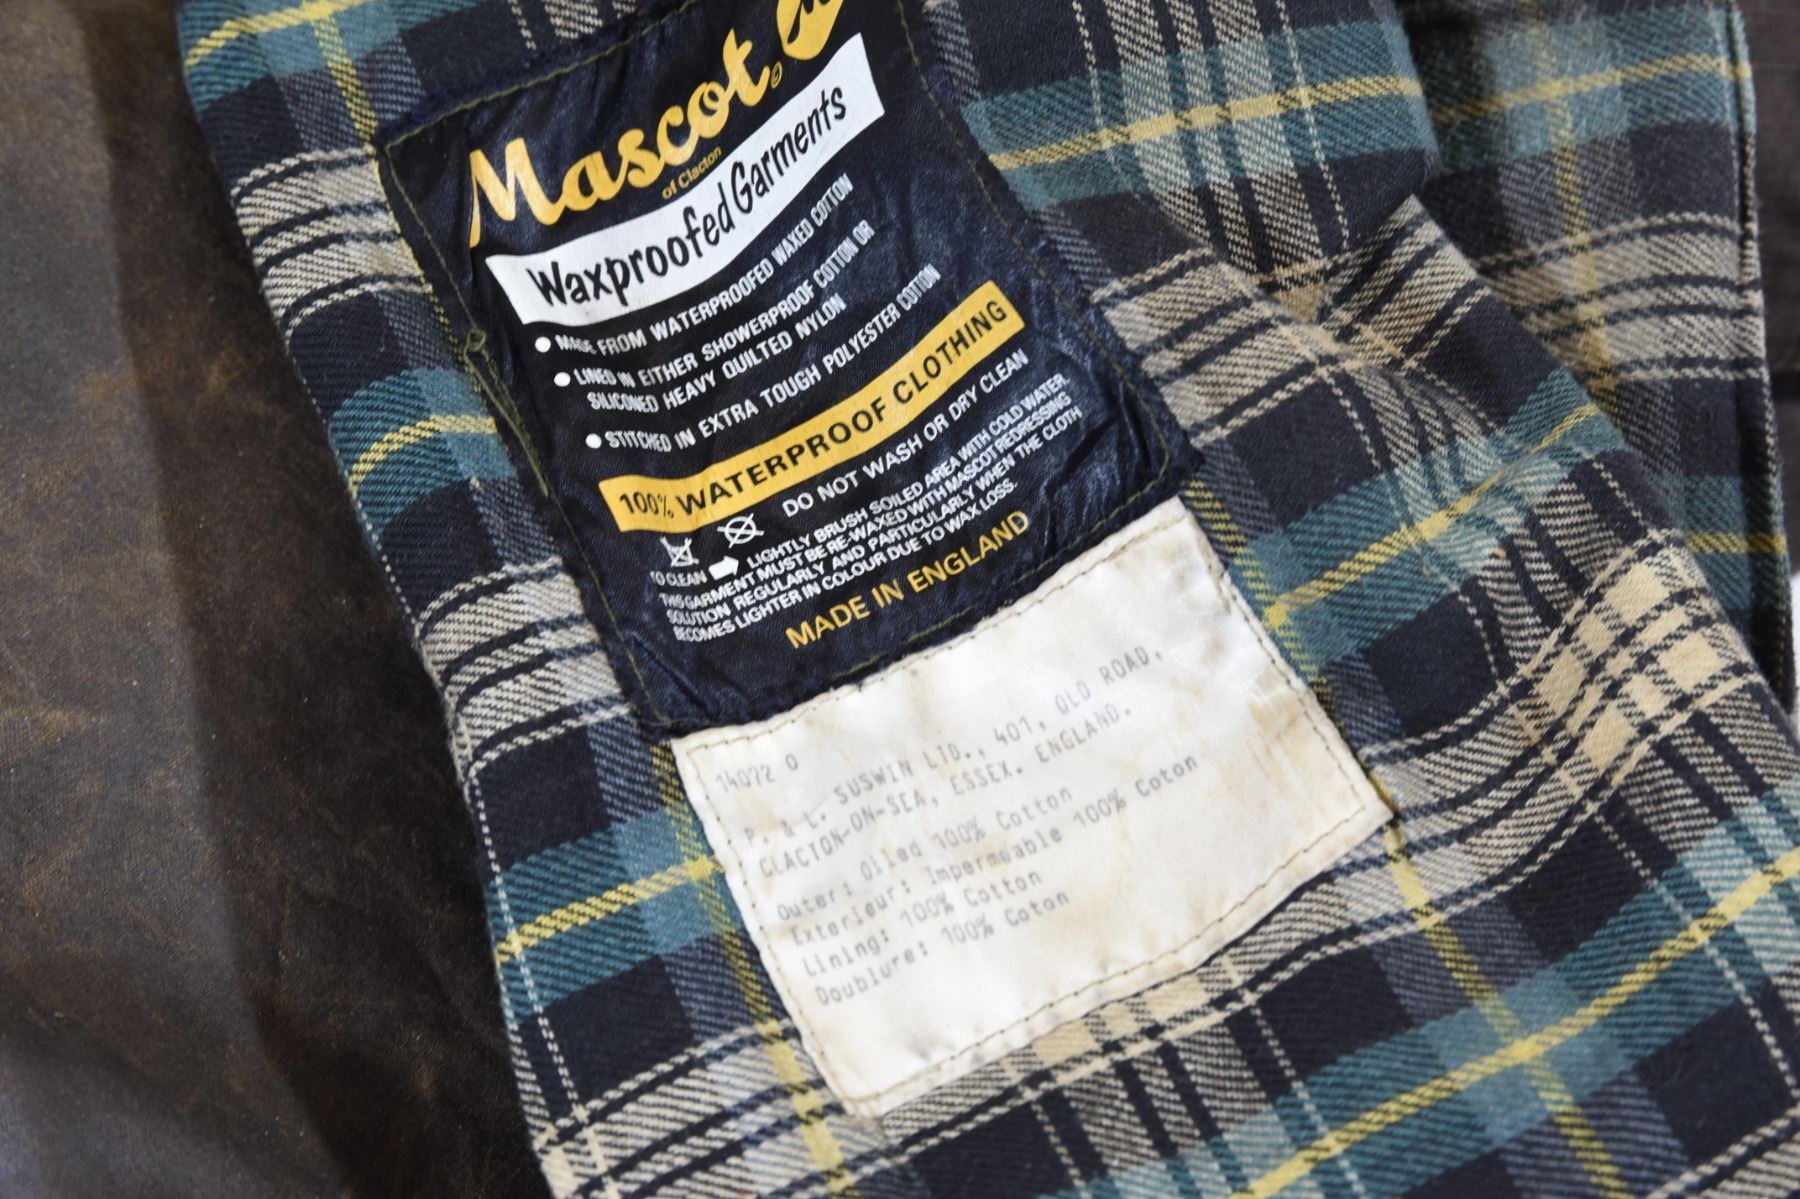 Mascot ©
of Clacton
Waxproofed Garments
● MADE FROM WATERPROOFED WAXED COTTON
● LINED IN EITHER SHOWERPROOF COTTON OR
SILICONED HEAVY QUILTED NYLON
● STITCHED IN EXTRA TOUGH POLYESTER COTTON
100% WATERPROOF CLOTHING
DO NOT WASH OR DRY CLEAN
TO CLEAN LIGHTLY BRUSH SOILED AREA WITH COLD WATER.
THIS GARMENT MUST BE RE-WAXED WITH MASCOT REDRESSING
SOLUTION REGULARLY AND PARTICULARLY WHEN THE CLOTH
BECOMES LIGHTER IN COLOUR DUE TO WAX LOSS.
MADE IN ENGLAND
14072 0
P. & L. SUSWIN LTD., 401, OLD ROAD,
CLACTON-ON-SEA, ESSEX. ENGLAND.
Outer: Oiled 100% Cotton
Exterieur: Impermeable 100% Coton
Lining: 100% Cotton
Doublure: 100% Coton